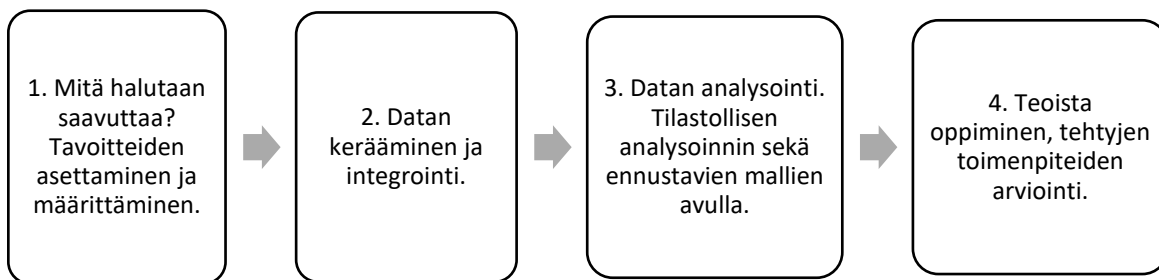 1. Mitä halutaan
saavuttaa?
Tavoitteiden
asettaminen ja
määrittäminen.
2. Datan
kerääminen ja
integrointi.
3. Datan analysointi.
Tilastollisen
analysoinnin sekä
ennustavien mallien
avulla.
4. Teoista
oppiminen, tehtyjen
toimenpiteiden
arviointi.